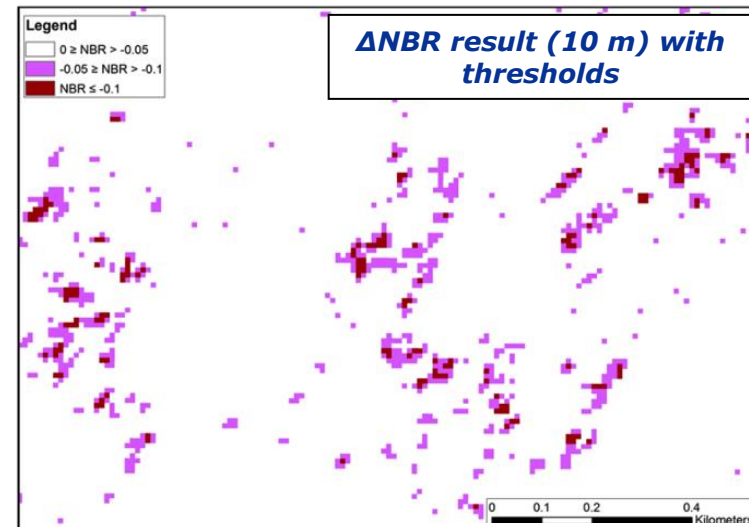 Legend
0 ≥ NBR > -0.05
-0.05 ≥ NBR > -0.1
NBR ≤ -0.1
ΔNBR result (10 m) with
thresholds
0 0.1 0.2 0.4
Kilometers